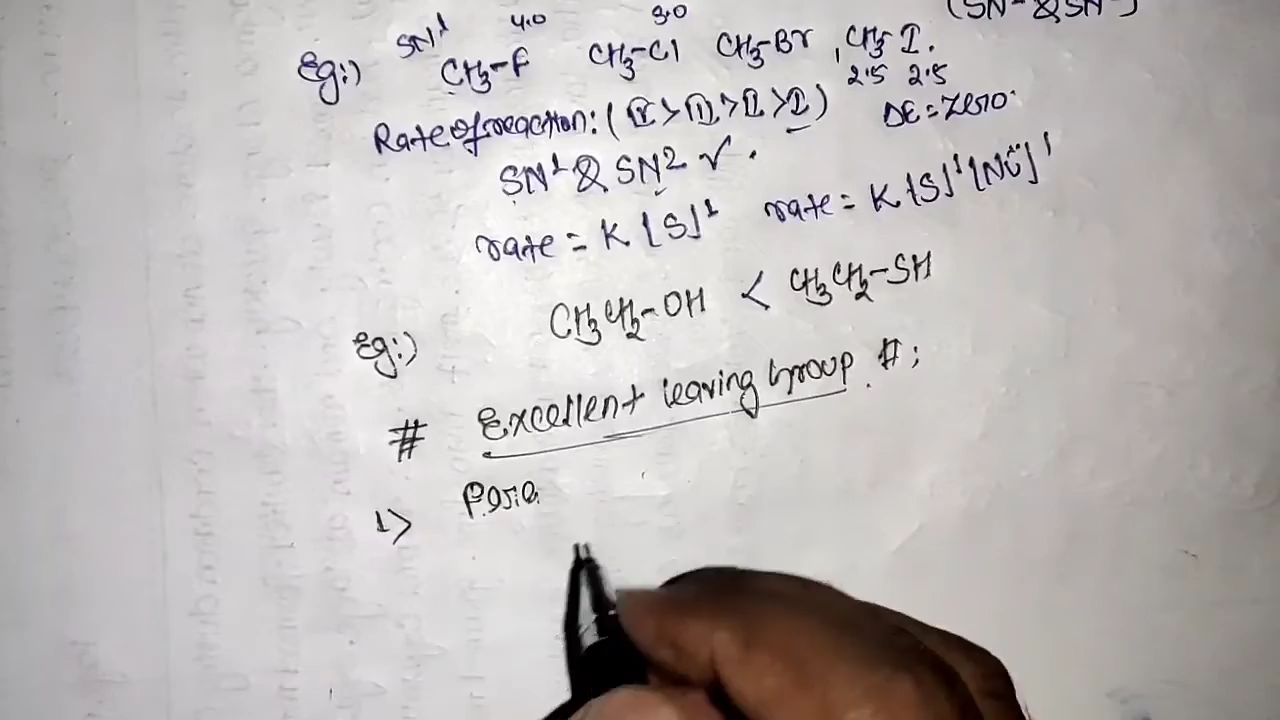 (SN¹ & SN²)
SN¹ 4.0 3.0
Eg:) CH₃-F CH₃-Cl CH₃-Br , CH₃-I.
2.5 2.5
Rate of reaction: (IV > III > II > I) ΔE = Zero.
SN¹ & SN² ✓.
rate = K [S]¹ rate = K [S]¹ [Nü]¹
Eg:) CH₃CH₂-OH < CH₃CH₂-SH
# Excellent leaving Group #:
1> Para